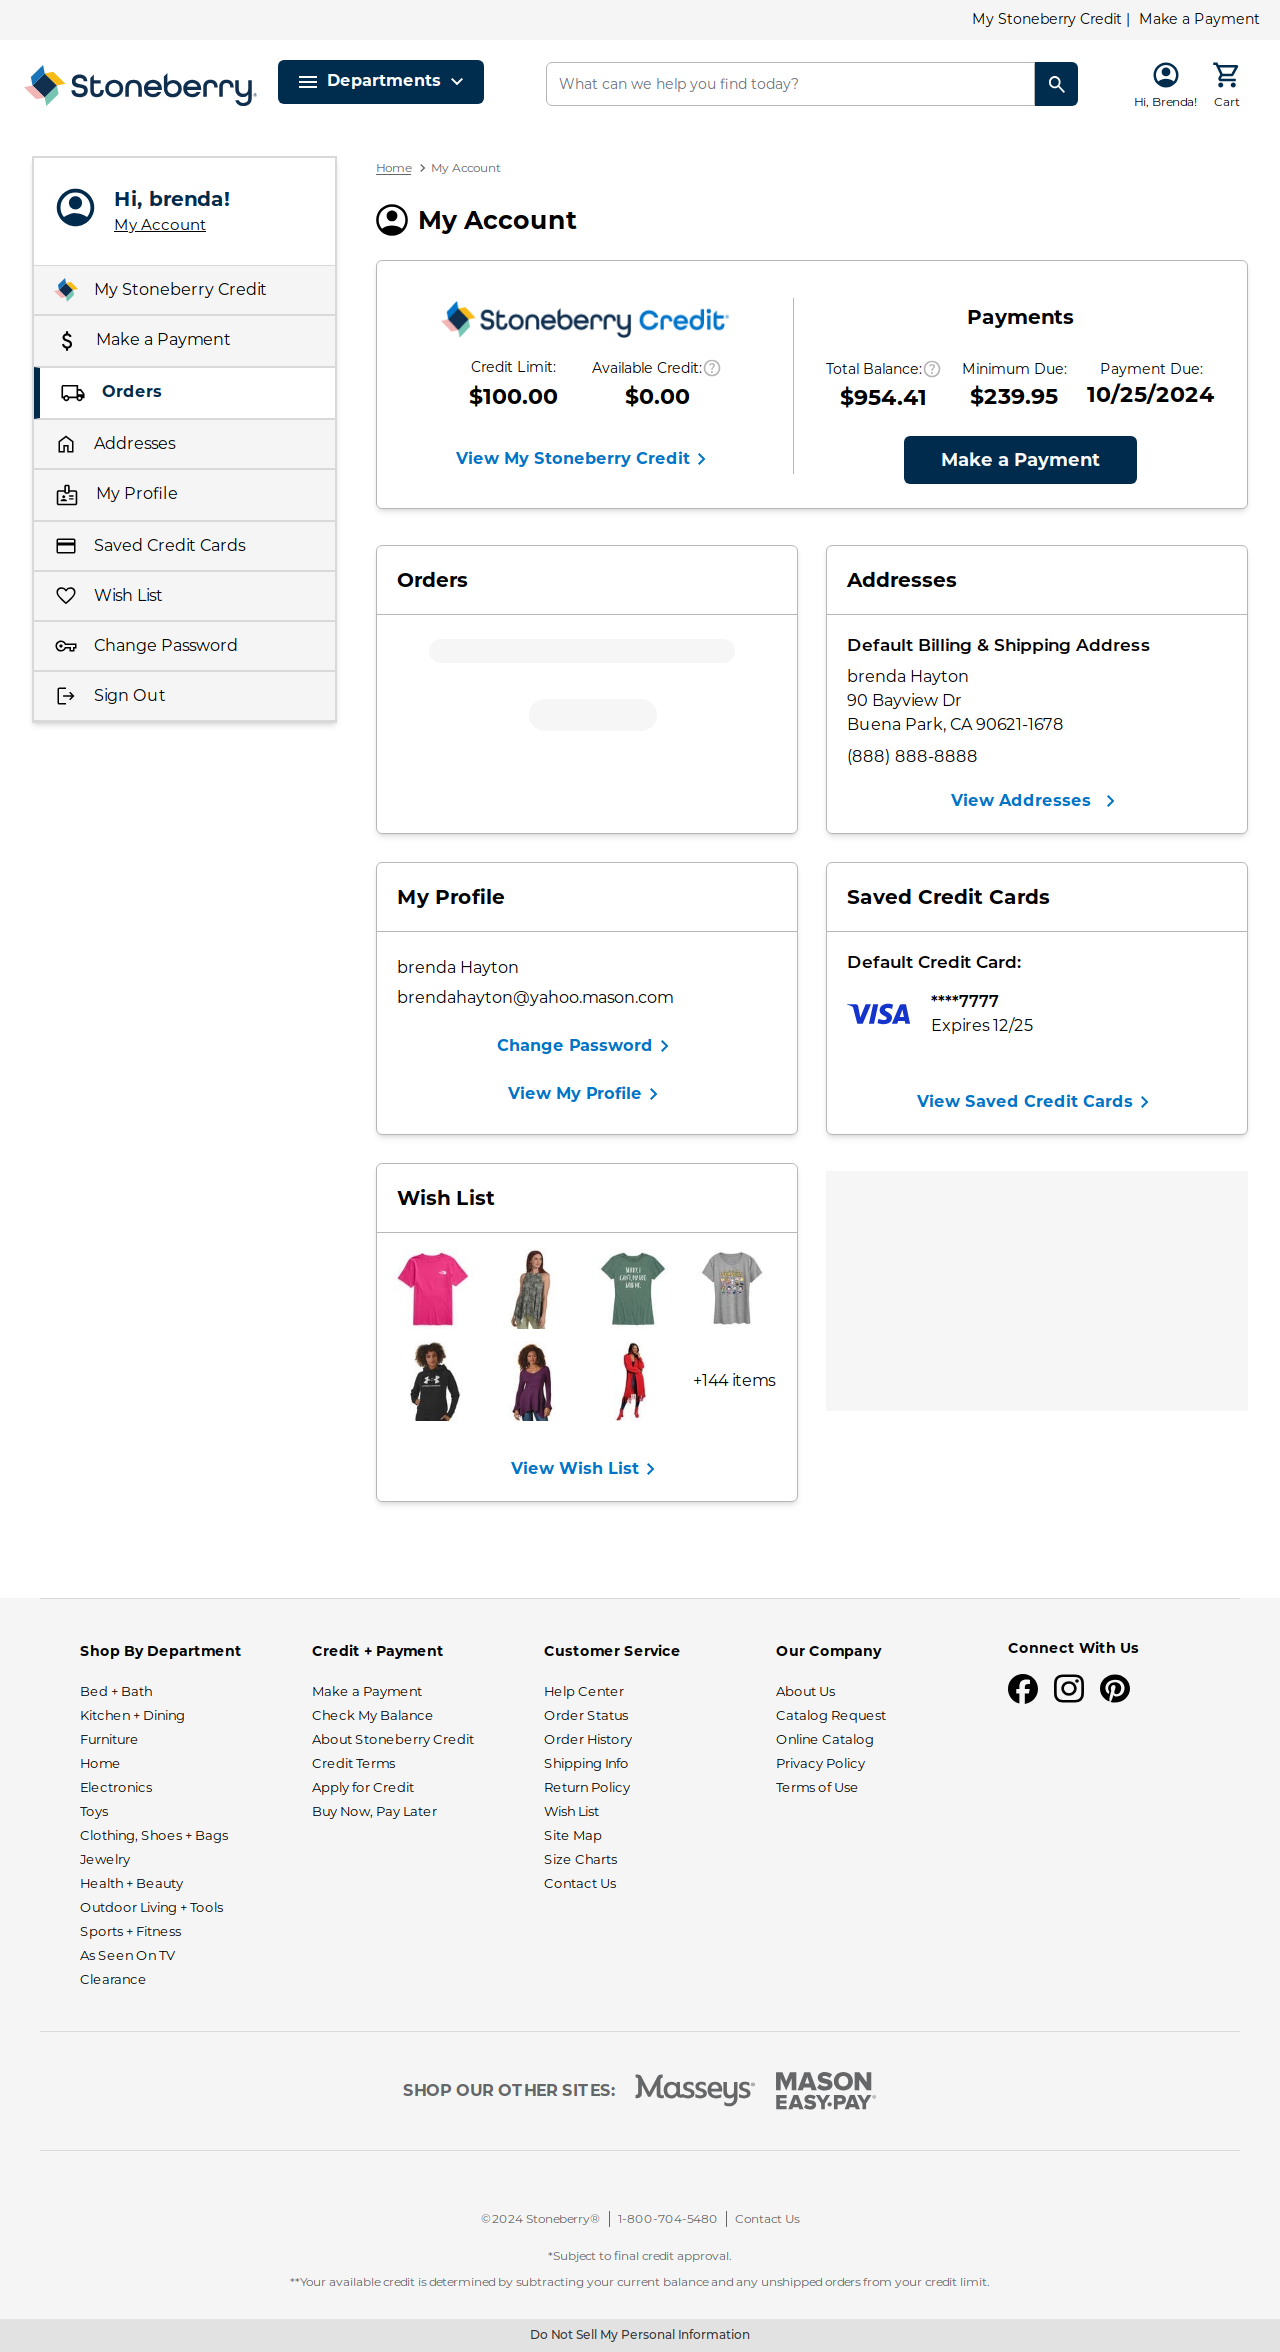 My Stoneberry Credit | Make a Payment
Stoneberry.
Departments
What can we help you find today?
Hi, Brenda!
Cart
Hi, brenda!
My Account
My Stoneberry Credit
Make a Payment
Orders
Addresses
My Profile
Saved Credit Cards
Wish List
Change Password
Sign Out
Home > My Account
My Account
Stoneberry Credit
Credit Limit:
$100.00
Available Credit:
$0.00
View My Stoneberry Credit
Payments
Total Balance:
$954.41
Minimum Due:
$239.95
Payment Due:
10/25/2024
Make a Payment
Orders
Addresses
Default Billing & Shipping Address
brenda Hayton
90 Bayview Dr
Buena Park, CA 90621-1678
(888) 888-8888
View Addresses
My Profile
brenda Hayton
brendahayton@yahoo.mason.com
Change Password
View My Profile
Saved Credit Cards
Default Credit Card:
VISA
****7777
Expires 12/25
View Saved Credit Cards
Wish List
+144 items
View Wish List
Shop By Department
Bed + Bath
Kitchen + Dining
Furniture
Home
Electronics
Toys
Clothing, Shoes + Bags
Jewelry
Health + Beauty
Outdoor Living + Tools
Sports + Fitness
As Seen On TV
Clearance
Credit + Payment
Make a Payment
Check My Balance
About Stoneberry Credit
Credit Terms
Apply for Credit
Buy Now, Pay Later
Customer Service
Help Center
Order Status
Order History
Shipping Info
Return Policy
Wish List
Site Map
Size Charts
Contact Us
Our Company
About Us
Catalog Request
Online Catalog
Privacy Policy
Terms of Use
Connect With Us
SHOP OUR OTHER SITES:
Masseys
MASON
EASY•PAY
©2024 Stoneberry® | 1-800-704-5480 | Contact Us
*Subject to final credit approval.
**Your available credit is determined by subtracting your current balance and any unshipped orders from your credit limit.
Do Not Sell My Personal Information